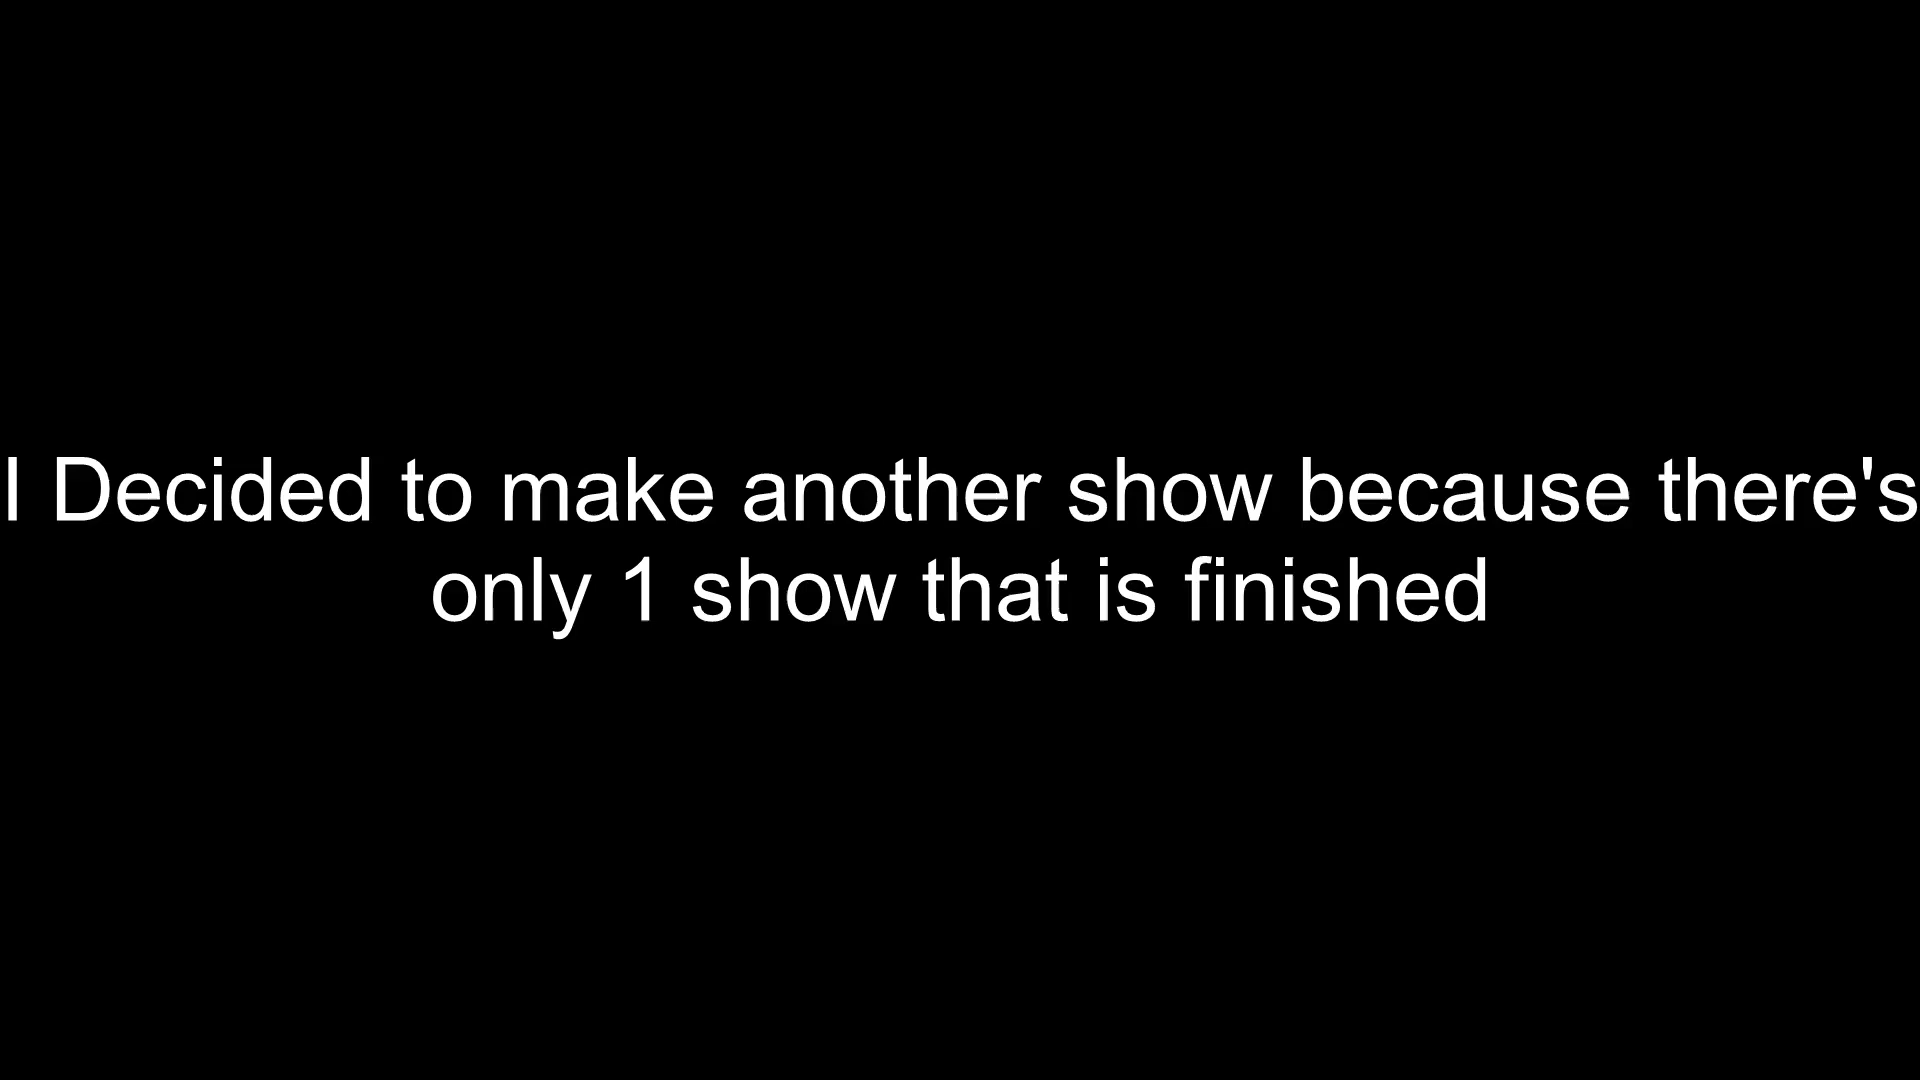 I Decided to make another show because there's
only 1 show that is finished